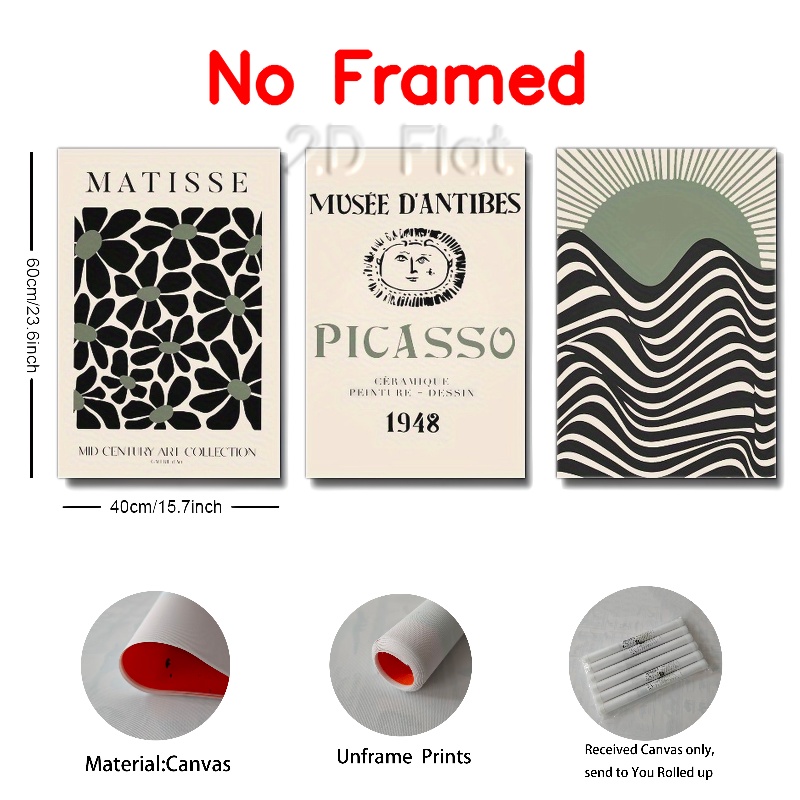 No Framed
2D Flat
MATISSE
MID CENTURY ART COLLECTION
MUSÉE D'ANTIBES
PICASSO
CÉRAMIQUE
PEINTURE - DESSIN
1948
60cm/23.6inch
40cm/15.7inch
Material:Canvas
Unframe Prints
Received Canvas only,
send to You Rolled up